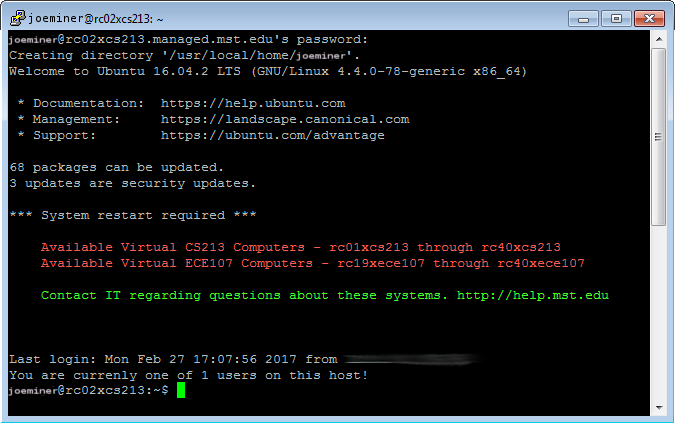 joeminer@rc02xcs213: ~
joeminer@rc02xcs213.managed.mst.edu's password:
Creating directory '/usr/local/home/joeminer'.
Welcome to Ubuntu 16.04.2 LTS (GNU/Linux 4.4.0-78-generic x86_64)
* Documentation: https://help.ubuntu.com
* Management: https://landscape.canonical.com
* Support: https://ubuntu.com/advantage
68 packages can be updated.
3 updates are security updates.
*** System restart required ***
Available Virtual CS213 Computers - rc01xcs213 through rc40xcs213
Available Virtual ECE107 Computers - rc19xece107 through rc40xece107
Contact IT regarding questions about these systems. http://help.mst.edu
Last login: Mon Feb 27 17:07:56 2017 from
You are currenly one of 1 users on this host!
joeminer@rc02xcs213:~$